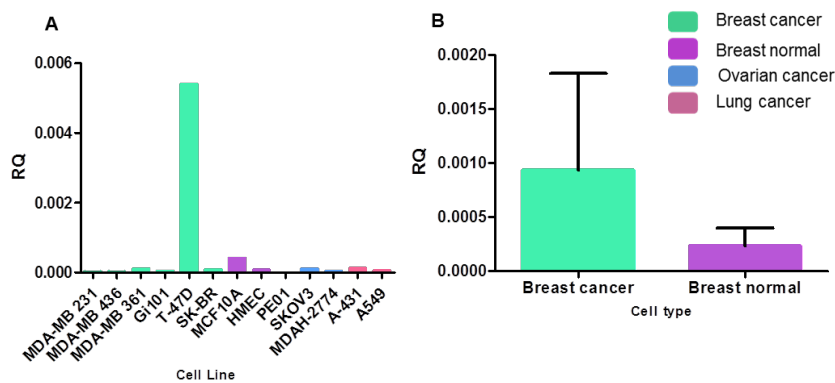 A
RQ
0.006
0.004
0.002
0.000
MDA-MB 231
MDA-MB 436
MDA-MB 361
Gi101
T-47D
SK-BR
MCF10A
HMEC
PE01
SKOV3
MDAH-2774
A-431
A549
Cell Line
B
RQ
0.0020
0.0015
0.0010
0.0005
0.0000
Breast cancer
Breast normal
Cell type
Breast cancer
Breast normal
Ovarian cancer
Lung cancer